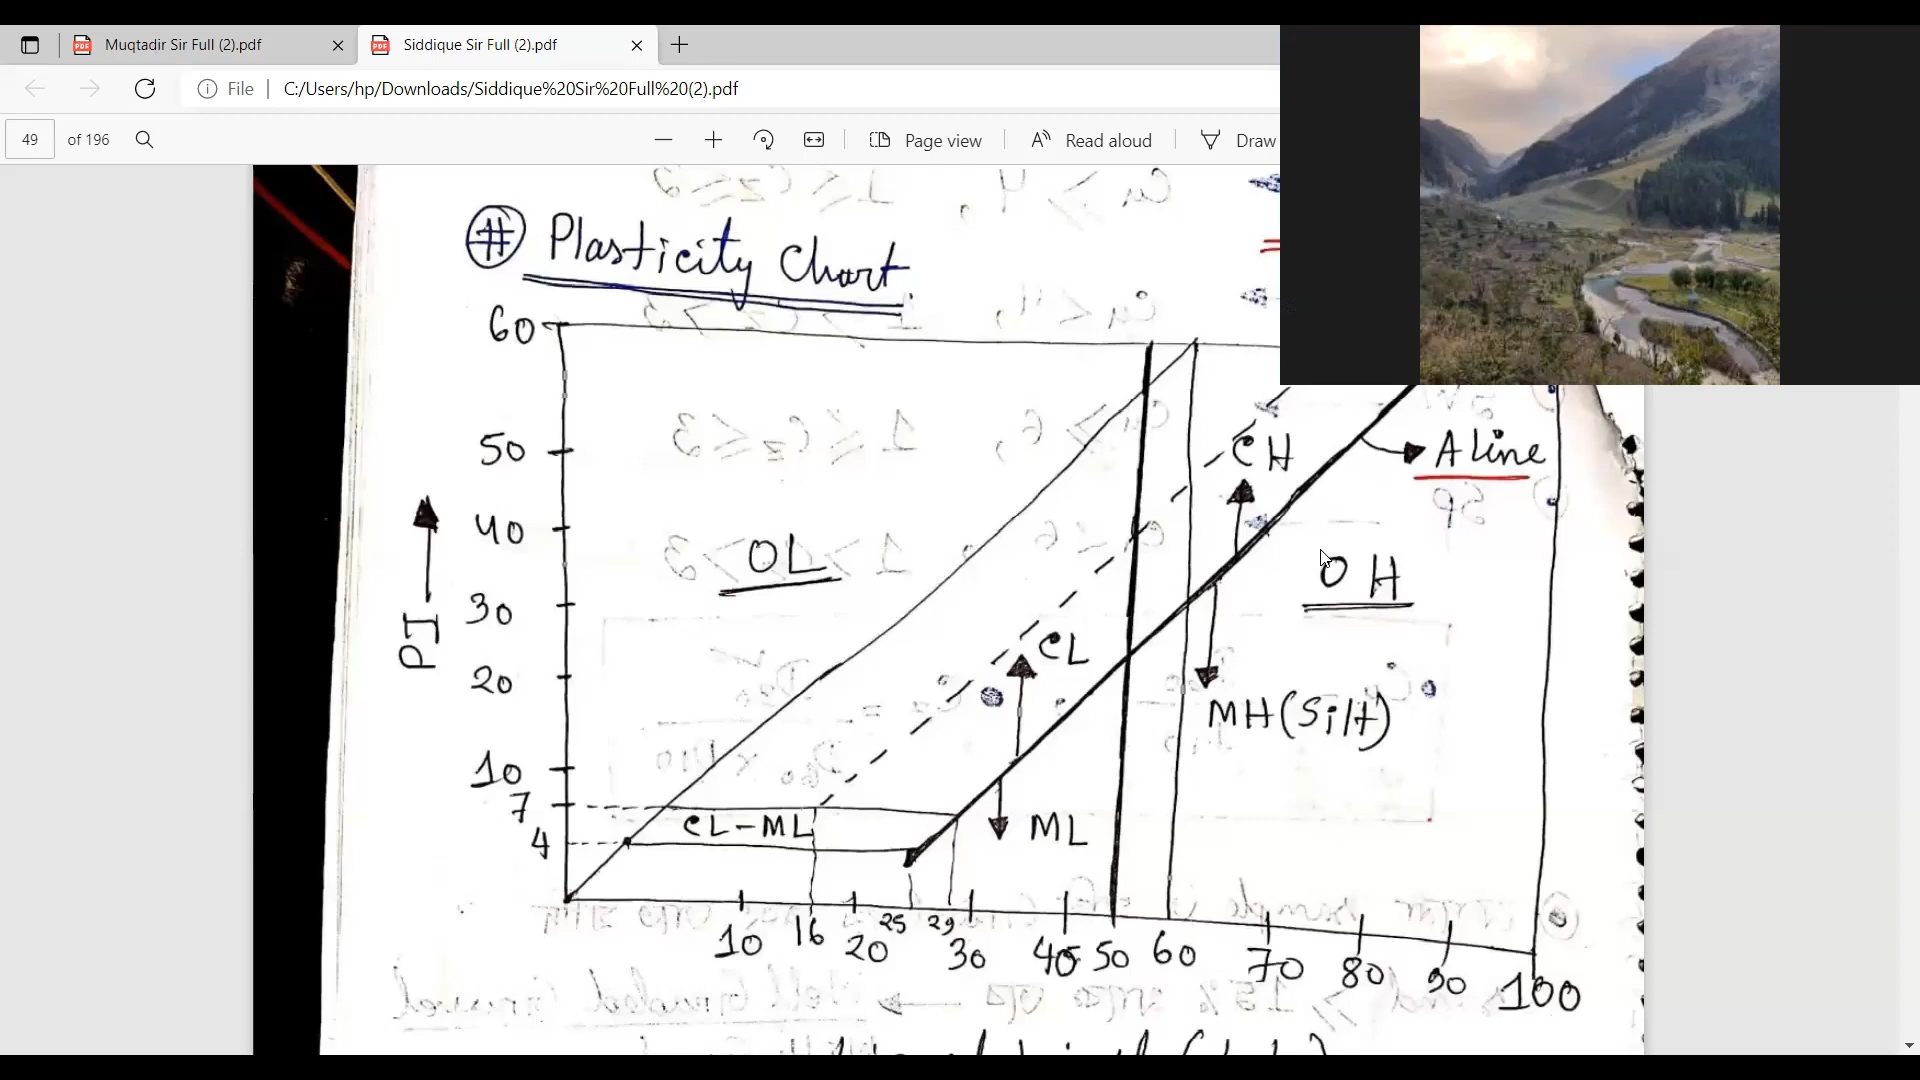 Muqtadir Sir Full (2).pdf
Siddique Sir Full (2).pdf
File
C:/Users/hp/Downloads/Siddique%20Sir%20Full%20(2).pdf
49 of 196
Page view
Read aloud
Draw
# Plasticity Chart
60
50
40
30
20
10
7
4
PI
OL
CL
CH
A line
OH
MH (Silt)
CL-ML
ML
10 16 20 25 29 30 40 50 60 70 80 90 100